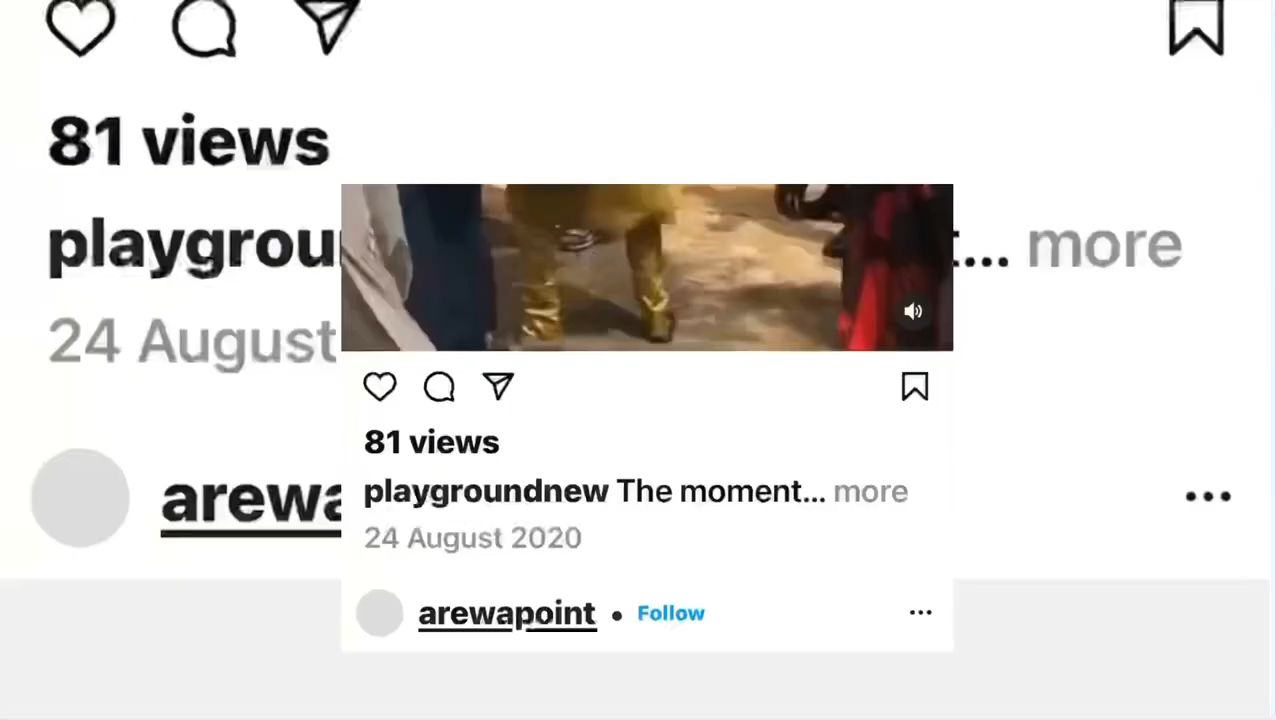 81 views
playgrou
... more
24 August
arewa
81 views
playgroundnew The moment... more
24 August 2020
arewapoint • Follow